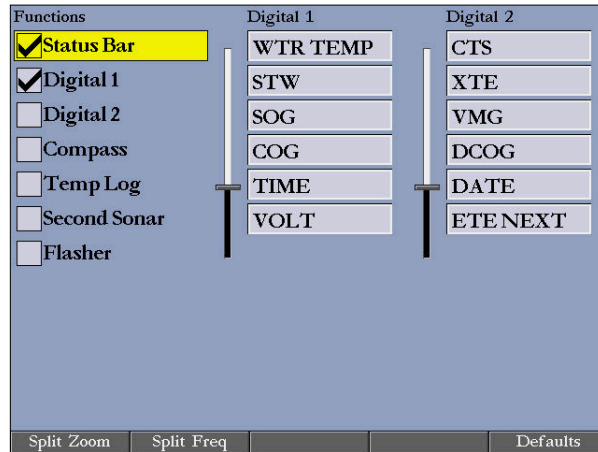 Functions
Status Bar
Digital 1
Digital 2
Compass
Temp Log
Second Sonar
Flasher
Digital 1
WTR TEMP
STW
SOG
COG
TIME
VOLT
Digital 2
CTS
XTE
VMG
DCOG
DATE
ETE NEXT
Split Zoom
Split Freq
Defaults